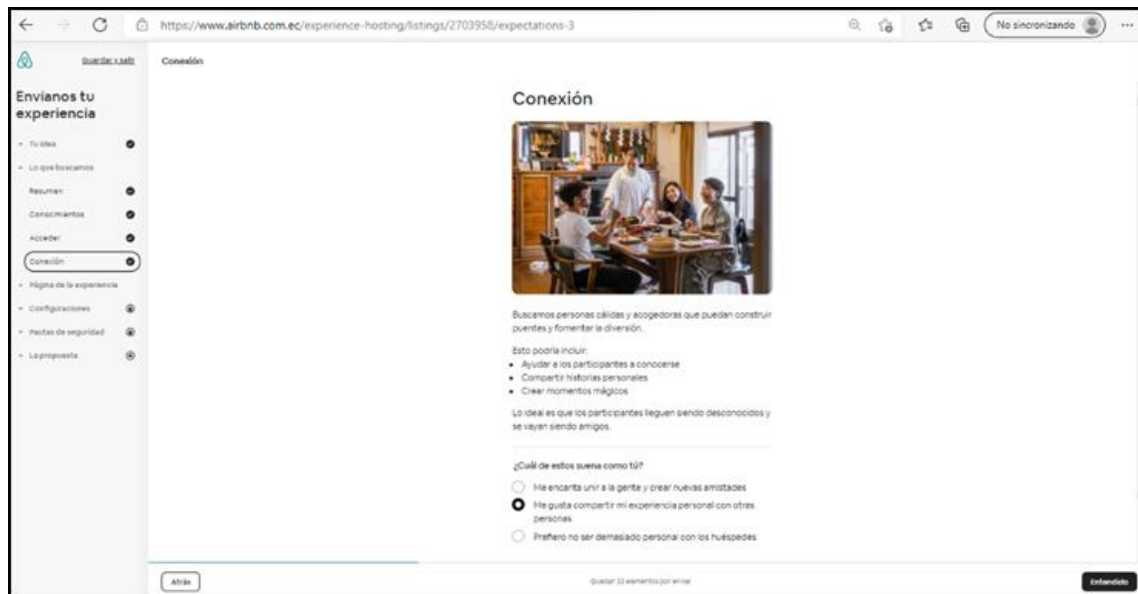 https://www.airbnb.com.ec/experience-hosting/listings/2703958/expectations-3
No sincronizando
Guardar y salir
Conexión
Envíanos tu
experiencia
Tu idea
Lo que buscamos
Resumen
Conocimientos
Acceder
Conexión
Página de la experiencia
Configuraciones
Pautas de seguridad
La propuesta
Conexión
Buscamos personas cálidas y acogedoras que puedan construir
puentes y fomentar la diversión.
Esto podría incluir:
Ayudar a los participantes a conocerse
Compartir historias personales
Crear momentos mágicos
Lo ideal es que los participantes lleguen siendo desconocidos y
se vayan siendo amigos.
¿Cuál de estos suena como tú?
Me encanta unir a la gente y crear nuevas amistades
Me gusta compartir mi experiencia personal con otras
personas
Prefiero no ser demasiado personal con los huéspedes
Atrás
Quedan elementos por enviar
Entendido